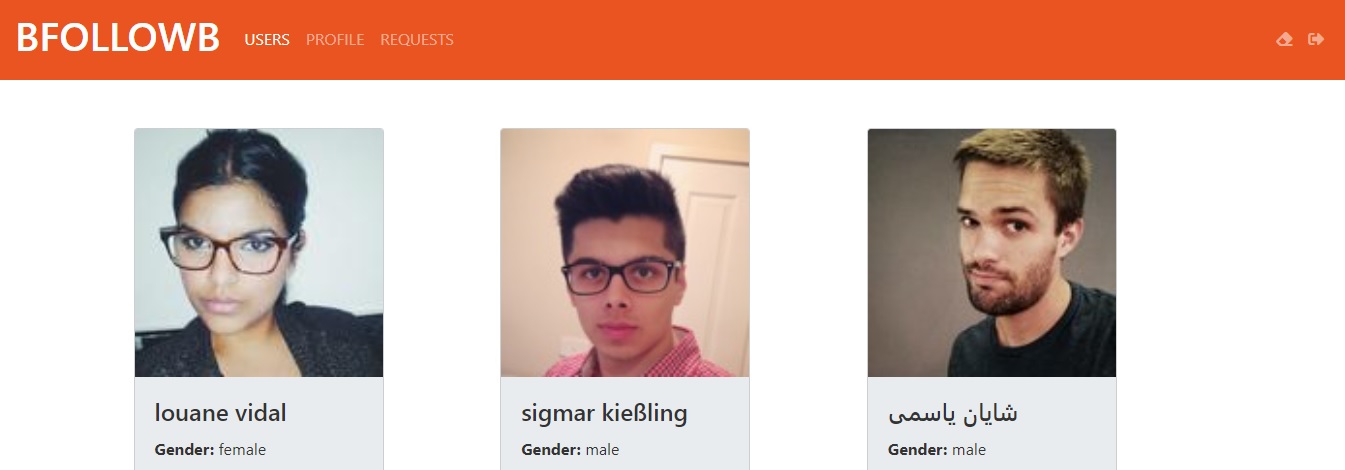 BFOLLOWB USERS PROFILE REQUESTS
louane vidal
Gender: female
sigmar kießling
Gender: male
شایان یاسمی
Gender: male